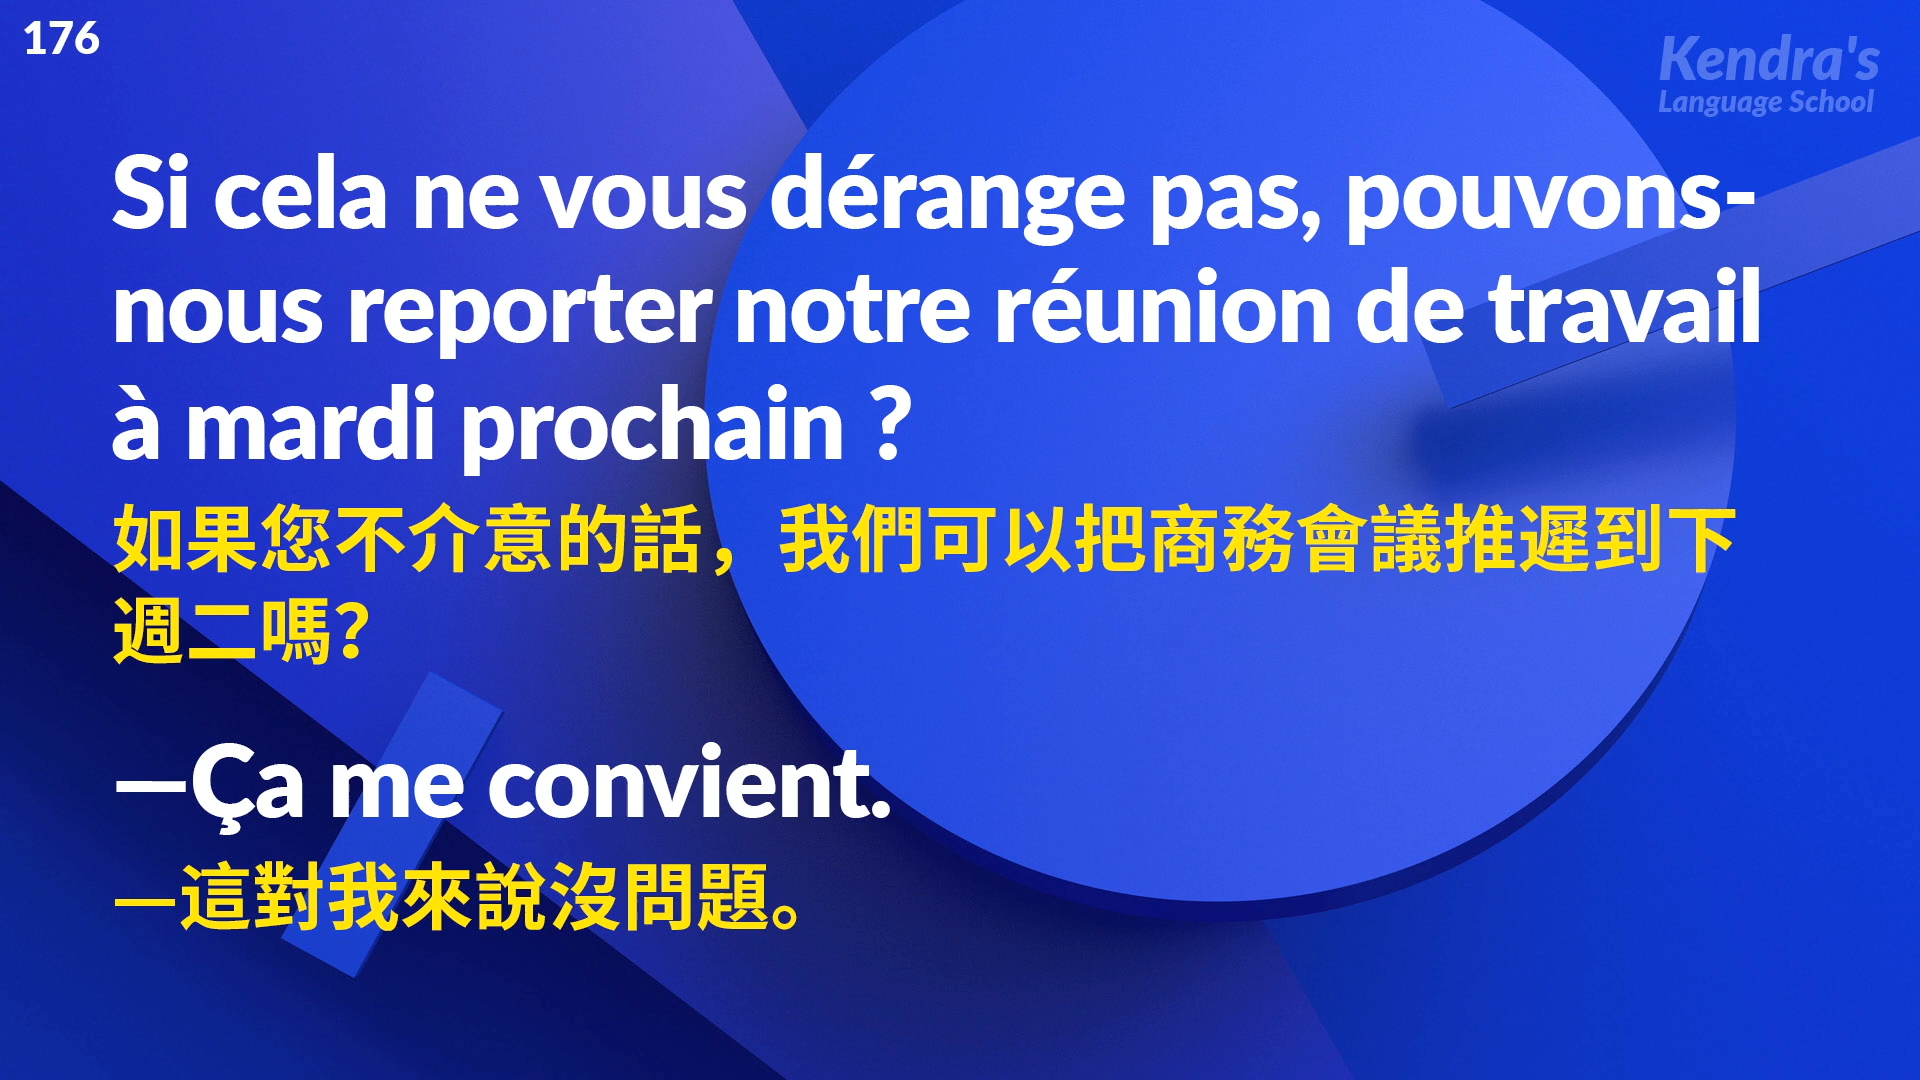 176
Kendra's
Language School
Si cela ne vous dérange pas, pouvons-
nous reporter notre réunion de travail
à mardi prochain ?
如果您不介意的話，我們可以把商務會議推遲到下
週二嗎？
—Ça me convient.
—這對我來說沒問題。